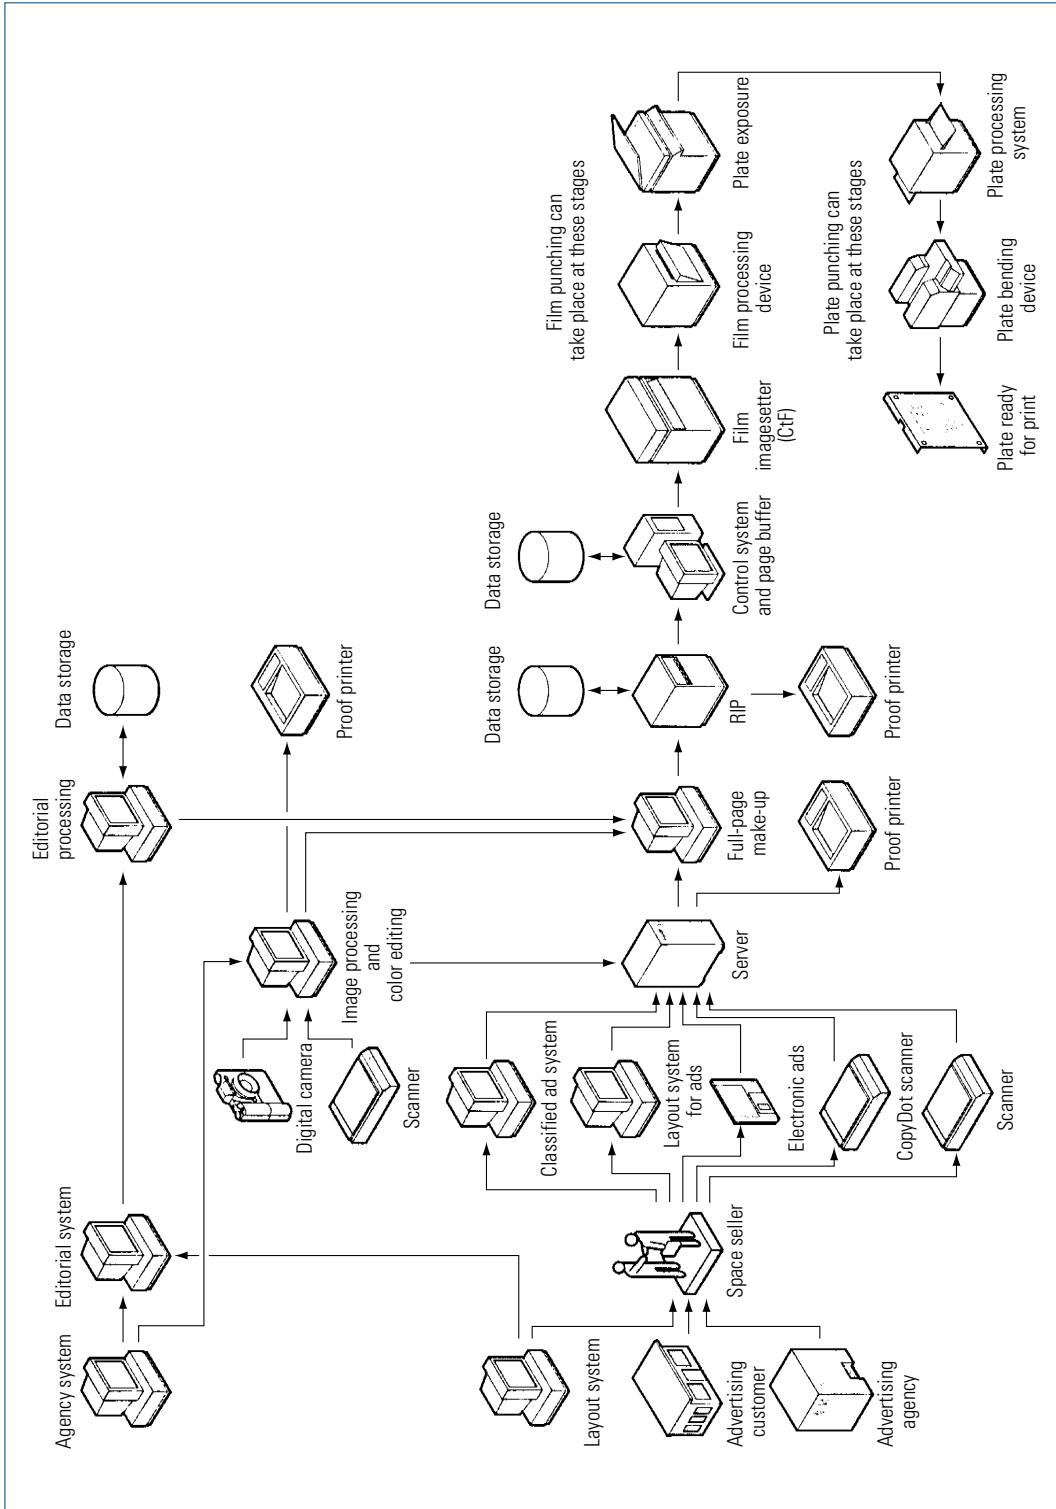 Agency system
Editorial system
Editorial
processing
Data storage
Digital camera
Scanner
Image processing
and
color editing
Proof printer
Layout system
Advertising
customer
Advertising
agency
Space seller
Classified ad system
Layout system
for ads
Electronic ads
CopyDot scanner
Scanner
Server
Full-page
make-up
Proof printer
Data storage
RIP
Proof printer
Data storage
Control system
and page buffer
Film
imagesetter
(CtF)
Film punching can
take place at these stages
Film processing
device
Plate exposure
Plate punching can
take place at these stages
Plate processing
system
Plate bending
device
Plate ready
for print